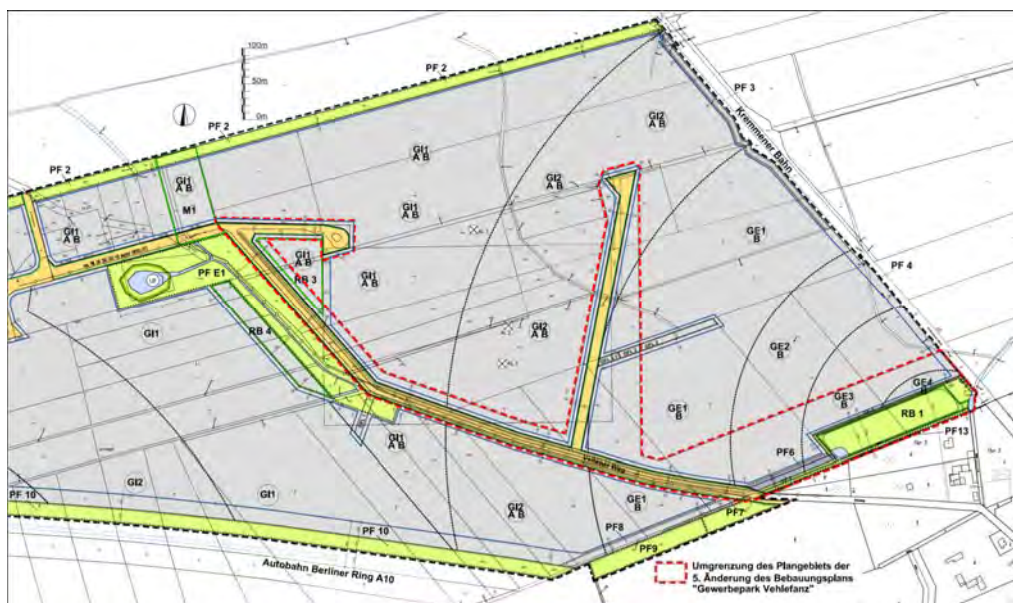 100m
50m
0m
PF 2
PF 2
PF 2
PF 3
Kremmener Bahn
PF 4
GI2
A B
GI1
A B
GI2
A B
GI1
A B
M1
GI1
A B
GI1
A B
GE1
B
GI1
A B
RB 3
PF E1
GI1
A B
GI1
RB 4
GI2
A B
GE2
B
GE4
B
GE3
B
RB 1
GE1
B
PF13
GI1
A B
PF6
Vehlefanzer Ring
GI2
GI1
PF 10
GI2
A B
GE1
B
PF7
PF 10
PF8
PF9
Autobahn Berliner Ring A10
Umgrenzung des Plangebiets der
5. Änderung des Bebauungsplans
"Gewerbepark Vehlefanz"